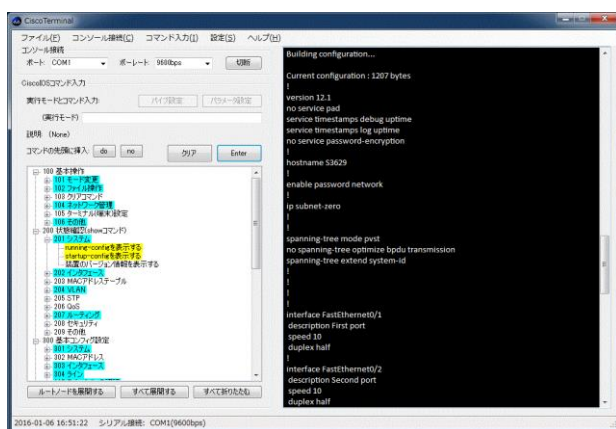 CiscoTerminal
ファイル(F) コンソール接続(C) コマンド入力(I) 設定(S) ヘルプ(H)
コンソール接続
ポート: COM1 ボーレート: 9600bps 切断
CiscoIOSコマンド入力
実行モードとコマンド入力: パイプ設定 パラメータ設定
(実行モード)
説明 (None)
コマンドの先頭に挿入: do no クリア Enter
100 基本操作
101 モード変更
102 ファイル操作
103 クリアコマンド
104 ネットワーク管理
105 ターミナル(端末)設定
106 その他
200 状態確認(showコマンド)
201 システム
running-configを表示する
startup-configを表示する
装置のバージョン情報を表示する
202 インタフェース
203 MACアドレステーブル
204 VLAN
205 STP
206 QoS
207 ルーティング
208 セキュリティ
209 その他
300 基本コンフィグ設定
301 システム
302 MACアドレス
303 インタフェース
304 ライン
ルートノードを展開する すべて展開する すべて折りたたむ
Building configuration...
Current configuration : 1207 bytes
!
version 12.1
no service pad
service timestamps debug uptime
service timestamps log uptime
no service password-encryption
!
hostname S3629
!
enable password network
!
ip subnet-zero
!
spanning-tree mode pvst
no spanning-tree optimize bpdu transmission
spanning-tree extend system-id
!
!
!
!
interface FastEthernet0/1
description First port
speed 10
duplex half
!
interface FastEthernet0/2
description Second port
speed 10
duplex half
2016-01-06 16:51:22 シリアル接続: COM1(9600bps)